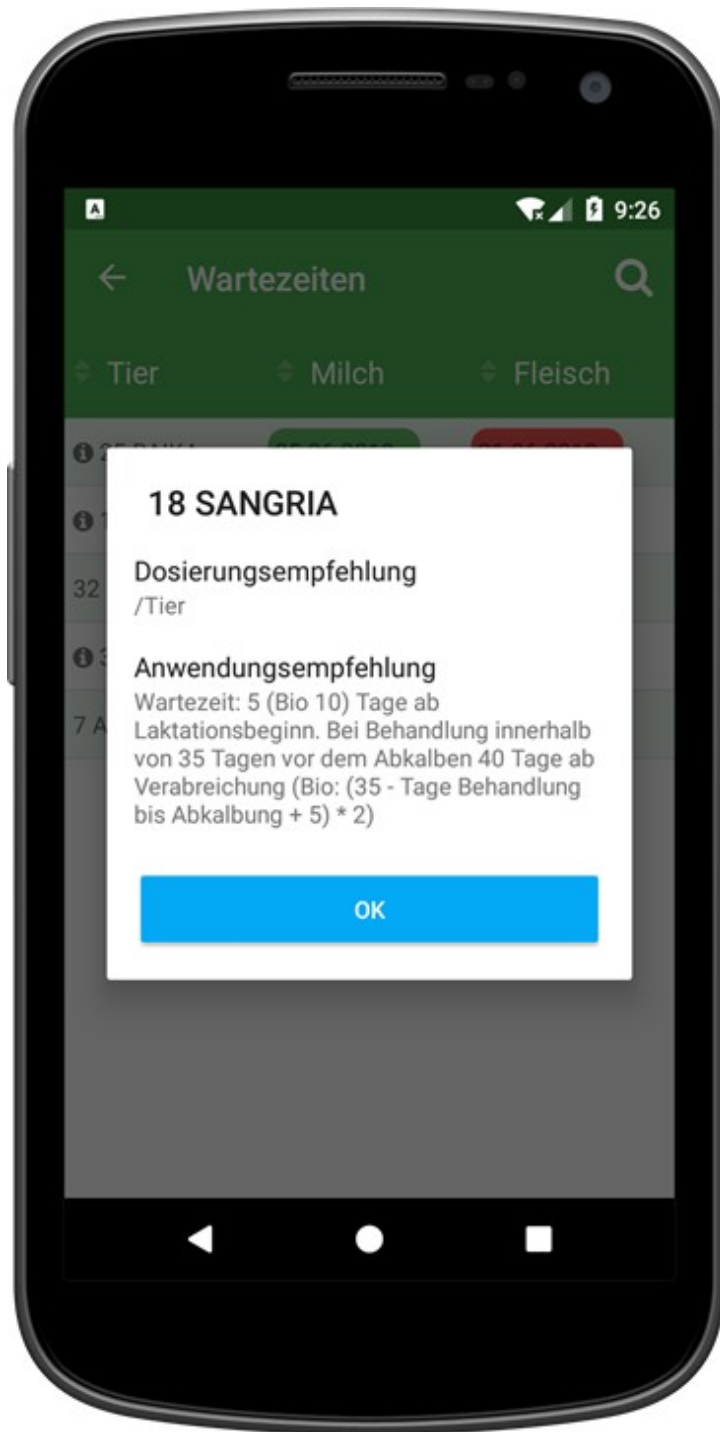 9:26
Wartezeiten
Tier Milch Fleisch
18 SANGRIA
Dosierungsempfehlung
/Tier
Anwendungsempfehlung
Wartezeit: 5 (Bio 10) Tage ab
Laktationsbeginn. Bei Behandlung innerhalb
von 35 Tagen vor dem Abkalben 40 Tage ab
Verabreichung (Bio: (35 - Tage Behandlung
bis Abkalbung + 5) * 2)
OK
32
7 A